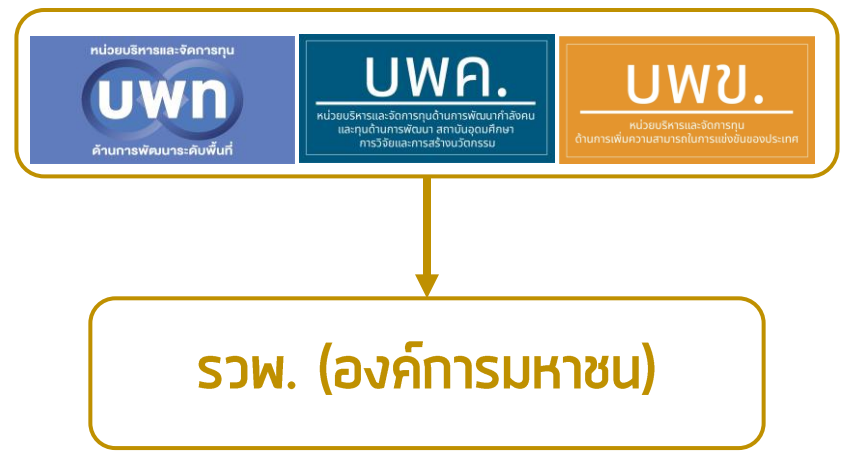 หน่วยบริหารและจัดการทุน
บพท
ด้านการพัฒนาระดับพื้นที่
บพค.
หน่วยบริหารและจัดการทุนด้านการพัฒนากำลังคน
และทุนด้านการพัฒนา สถาบันอุดมศึกษา
การวิจัยและการสร้างนวัตกรรม
บพข.
หน่วยบริหารและจัดการทุน
ด้านการเพิ่มความสามารถในการแข่งขันของประเทศ
รวพ. (องค์การมหาชน)